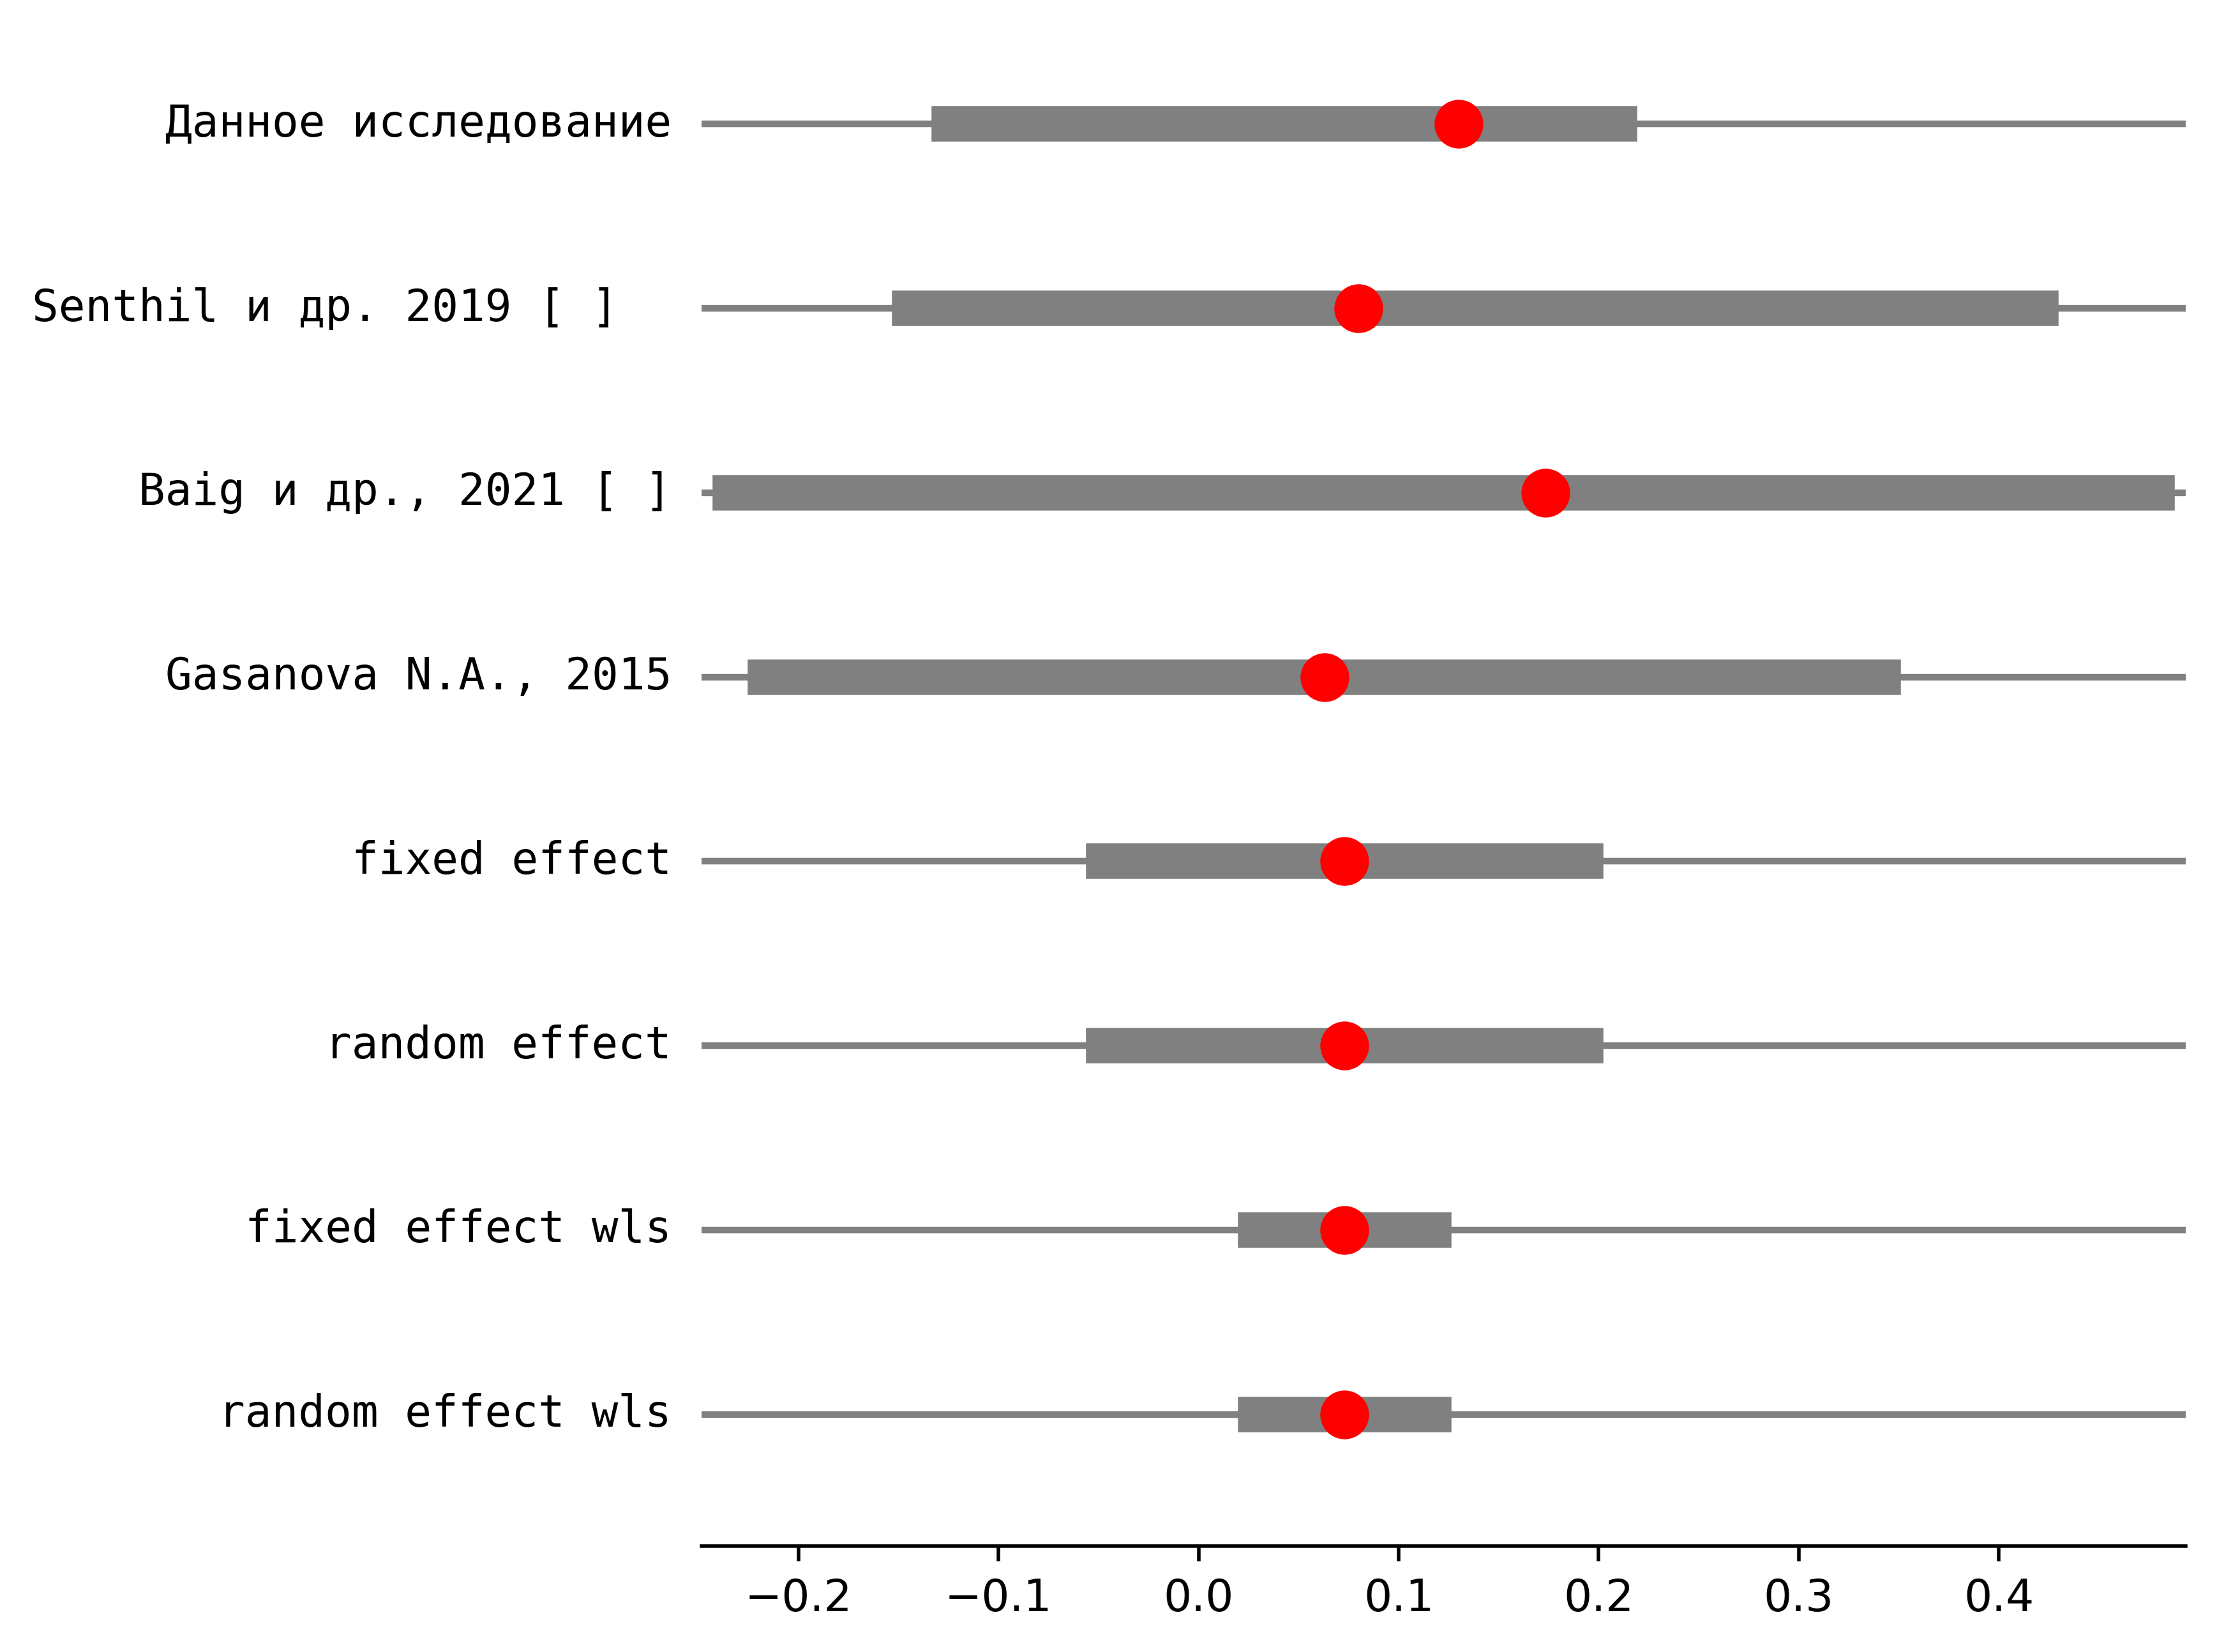 Данное исследование
Senthil и др. 2019 [ ]
Baig и др., 2021 [ ]
Gasanova N.A., 2015
fixed effect
random effect
fixed effect wls
random effect wls
−0.2 −0.1 0.0 0.1 0.2 0.3 0.4